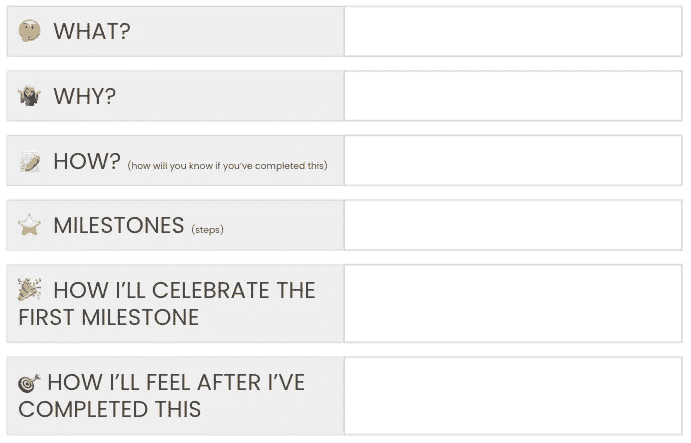 WHAT?
WHY?
HOW? (how will you know if you've completed this)
MILESTONES (steps)
HOW I'LL CELEBRATE THE
FIRST MILESTONE
HOW I'LL FEEL AFTER I'VE
COMPLETED THIS